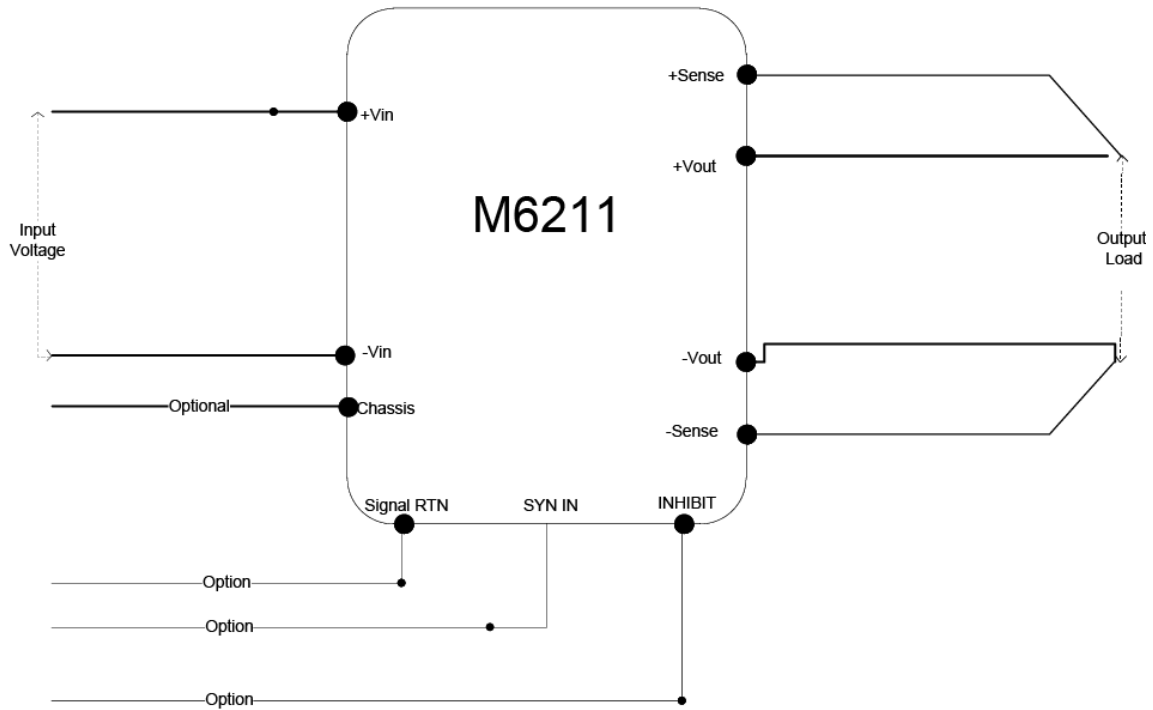 +Sense
+Vin
+Vout
M6211
Input
Voltage
Output
Load
-Vin
-Vout
Optional
Chassis
-Sense
Signal RTN
SYN IN
INHIBIT
Option
Option
Option